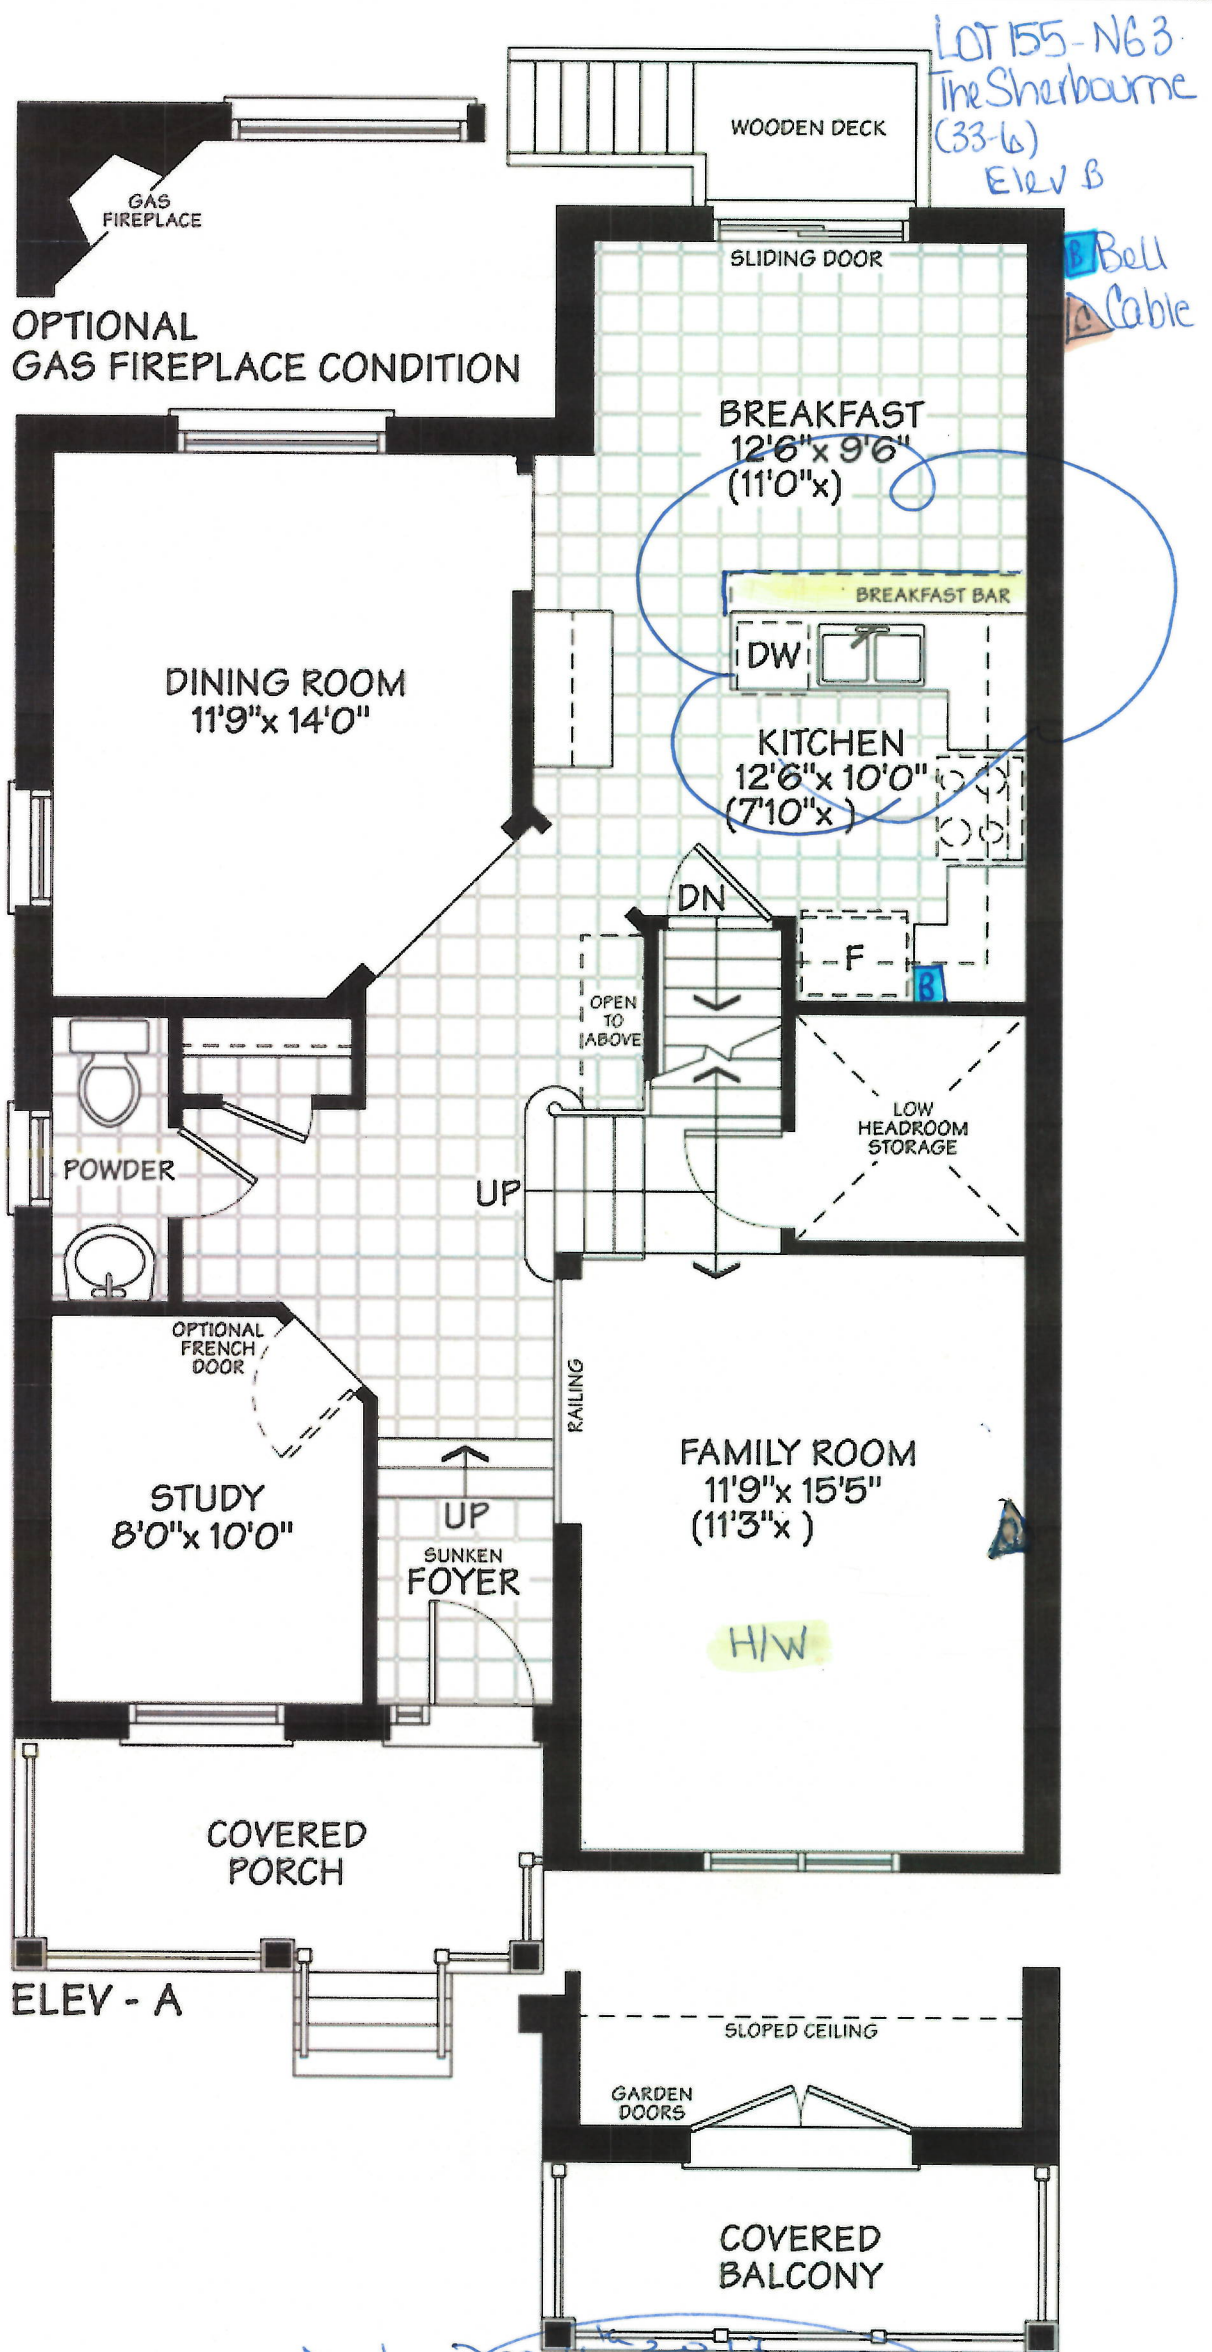 LOT 155 - N63
The Sherbourne
(33-6)
Elev B
B Bell
C Cable
WOODEN DECK
SLIDING DOOR
GAS
FIREPLACE
OPTIONAL
GAS FIREPLACE CONDITION
BREAKFAST
12'6"x 9'6"
(11'0"x)
BREAKFAST BAR
DW
DINING ROOM
11'9"x 14'0"
KITCHEN
12'6"x 10'0"
(7'10"x )
DN
F
B
OPEN
TO
ABOVE
LOW
HEADROOM
STORAGE
POWDER
UP
OPTIONAL
FRENCH
DOOR
RAILING
STUDY
8'0"x 10'0"
UP
SUNKEN
FOYER
FAMILY ROOM
11'9"x 15'5"
(11'3"x )
C
H/W
COVERED
PORCH
ELEV - A
SLOPED CEILING
GARDEN
DOORS
COVERED
BALCONY